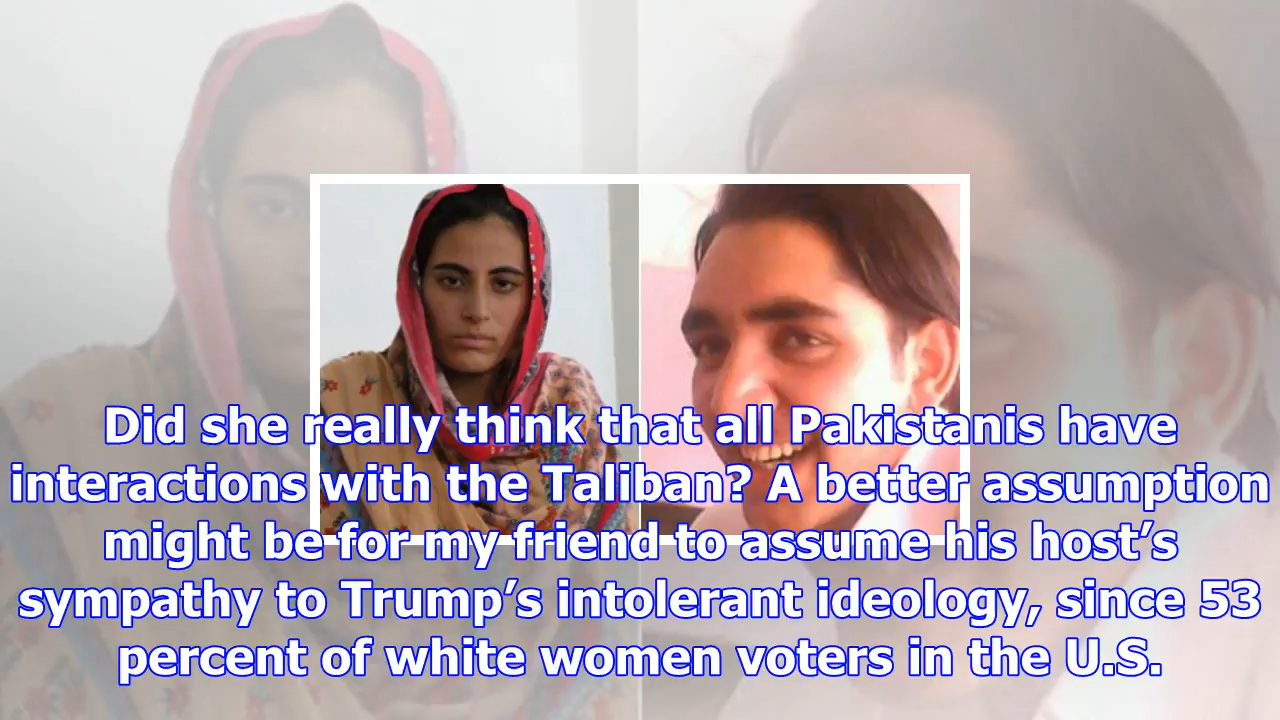 Did she really think that all Pakistanis have
interactions with the Taliban? A better assumption
might be for my friend to assume his host’s
sympathy to Trump’s intolerant ideology, since 53
percent of white women voters in the U.S.